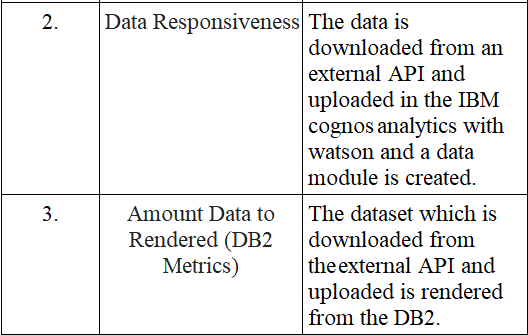 2. Data Responsiveness The data is
downloaded from an
external API and
uploaded in the IBM
cognos analytics with
watson and a data
module is created.
3. Amount Data to The dataset which is
Rendered (DB2 downloaded from
Metrics) theexternal API and
uploaded is rendered
from the DB2.